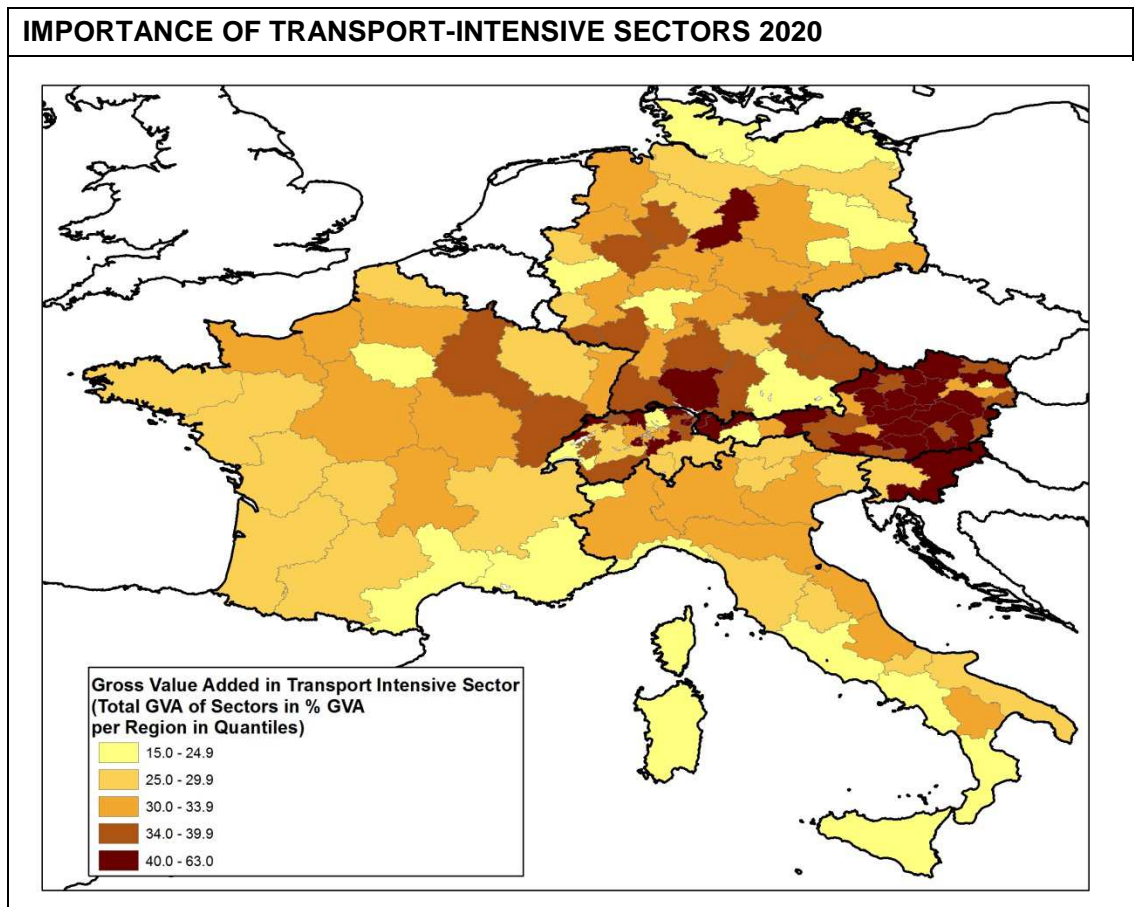 IMPORTANCE OF TRANSPORT-INTENSIVE SECTORS 2020
Gross Value Added in Transport Intensive Sector
(Total GVA of Sectors in % GVA
per Region in Quantiles)
15.0 - 24.9
25.0 - 29.9
30.0 - 33.9
34.0 - 39.9
40.0 - 63.0